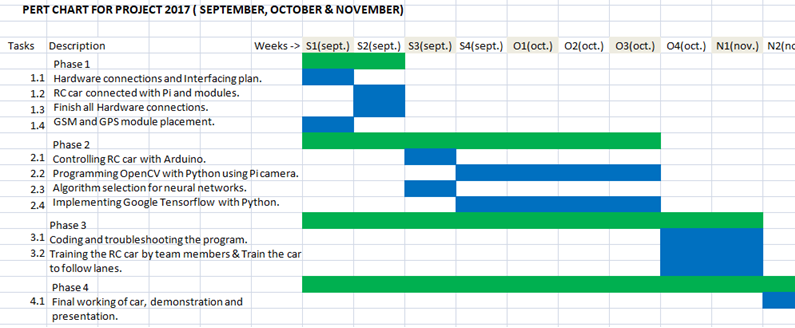 PERT CHART FOR PROJECT 2017 ( SEPTEMBER, OCTOBER & NOVEMBER)
Tasks Description Weeks -> S1(sept.) S2(sept.) S3(sept.) S4(sept.) O1(oct.) O2(oct.) O3(oct.) O4(oct.) N1(nov.) N2(no
Phase 1
1.1 Hardware connections and Interfacing plan.
1.2 RC car connected with Pi and modules.
1.3 Finish all Hardware connections.
1.4 GSM and GPS module placement.
Phase 2
2.1 Controlling RC car with Arduino.
2.2 Programming OpenCV with Python using Pi camera.
2.3 Algorithm selection for neural networks.
2.4 Implementing Google Tensorflow with Python.
Phase 3
3.1 Coding and troubleshooting the program.
3.2 Training the RC car by team members & Train the car
to follow lanes.
Phase 4
4.1 Final working of car, demonstration and
presentation.